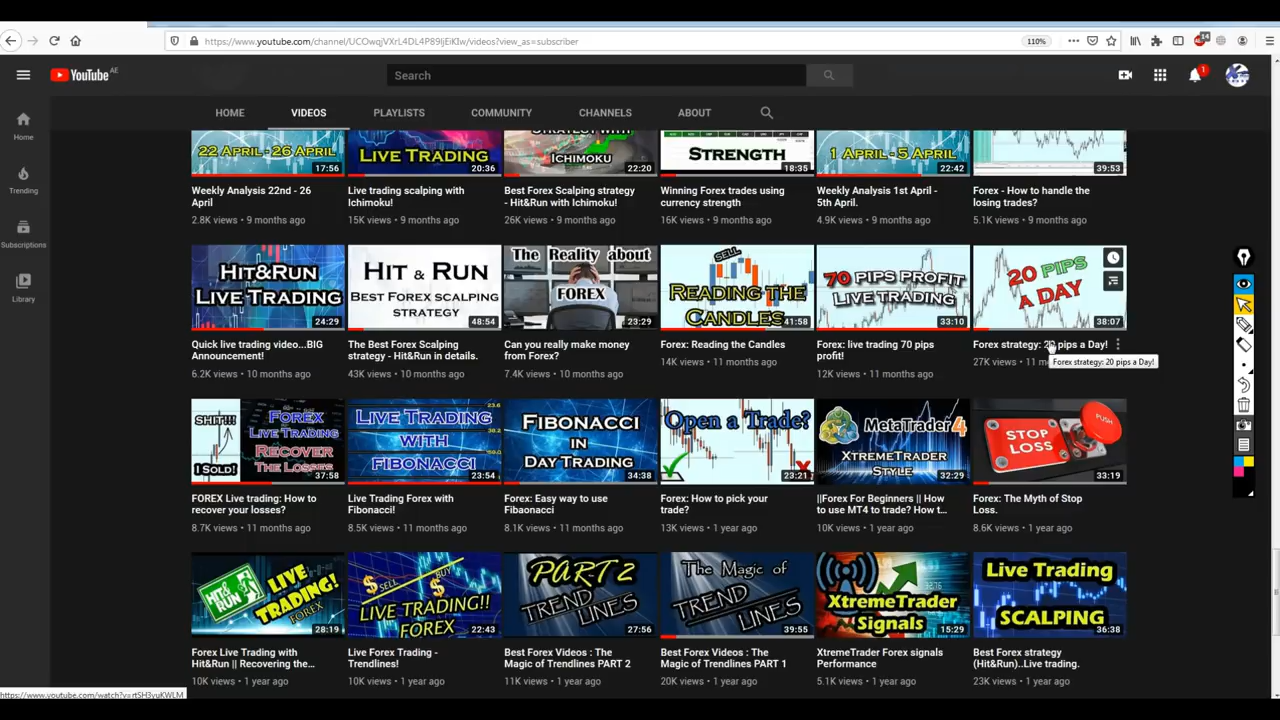 https://www.youtube.com/channel/UCOwqjVXrL4DL4P89IjEiKIw/videos?view_as=subscriber
110%
14
YouTube AE
Search
1
HOME VIDEOS PLAYLISTS COMMUNITY CHANNELS ABOUT
Home
Trending
Subscriptions
Library
22 APRIL - 26 APRIL
17:56
LIVE TRADING
20:36
STRATEGY WITH
ICHIMOKU
22:20
STRENGTH
18:35
1 APRIL - 5 APRIL
22:42
39:53
Weekly Analysis 22nd - 26
April
2.8K views • 9 months ago
Live trading scalping with
Ichimoku!
15K views • 9 months ago
Best Forex Scalping strategy
- Hit&Run with Ichimoku!
26K views • 9 months ago
Winning Forex trades using
currency strength
16K views • 9 months ago
Weekly Analysis 1st April -
5th April.
4.9K views • 9 months ago
Forex - How to handle the
losing trades?
5.1K views • 9 months ago
HIT&RUN
LIVE TRADING
24:29
HIT & RUN
BEST FOREX SCALPING
STRATEGY
48:54
The Reality about
FOREX
23:29
SELL
READING THE
CANDLES
41:58
70 PIPS PROFIT
LIVE TRADING
33:10
20 PIPS
A DAY
38:07
Quick live trading video...BIG
Announcement!
6.2K views • 10 months ago
The Best Forex Scalping
strategy - Hit&Run in details.
43K views • 10 months ago
Can you really make money
from Forex?
7.4K views • 10 months ago
Forex: Reading the Candles
14K views • 11 months ago
Forex: live trading 70 pips
profit!
12K views • 11 months ago
Forex strategy: 20 pips a Day!
27K views • 11 m
Forex strategy: 20 pips a Day!
SHIT!!!
I SOLD!
FOREX
LIVE TRADING
RECOVER
THE LOSSES
37:58
LIVE TRADING
WITH
FIBONACCI
23.6
38.2
23:54
FIBONACCI
IN
DAY TRADING
34:38
Open a Trade?
23:21
MetaTrader 4
XTREMETRADER
STYLE
32:29
STOP
LOSS
PUSH
33:19
FOREX Live trading: How to
recover your losses?
8.7K views • 11 months ago
Live Trading Forex with
Fibonacci!
8.5K views • 11 months ago
Forex: Easy way to use
Fibaonacci
8.1K views • 11 months ago
Forex: How to pick your
trade?
13K views • 1 year ago
||Forex For Beginners || How
to use MT4 to trade? How t...
10K views • 1 year ago
Forex: The Myth of Stop
Loss.
8.6K views • 1 year ago
HIT&
RUN
LIVE
TRADING!
FOREX
28:19
SELL
BUY
LIVE TRADING!!
FOREX
22:43
PART 2
TREND
LINES
27:56
The Magic of
TREND
LINES
39:55
XtremeTrader
Signals
15:29
Live Trading
SCALPING
36:38
Forex Live Trading with
Hit&Run || Recovering the...
10K views • 1 year ago
Live Forex Trading -
Trendlines!
10K views • 1 year ago
Best Forex Videos : The
Magic of Trendlines PART 2
11K views • 1 year ago
Best Forex Videos : The
Magic of Trendlines PART 1
20K views • 1 year ago
XtremeTrader Forex signals
Performance
5.1K views • 1 year ago
Best Forex strategy
(Hit&Run)..Live trading.
23K views • 1 year ago
https://www.youtube.com/watch?v=rtSH3yuKWLM